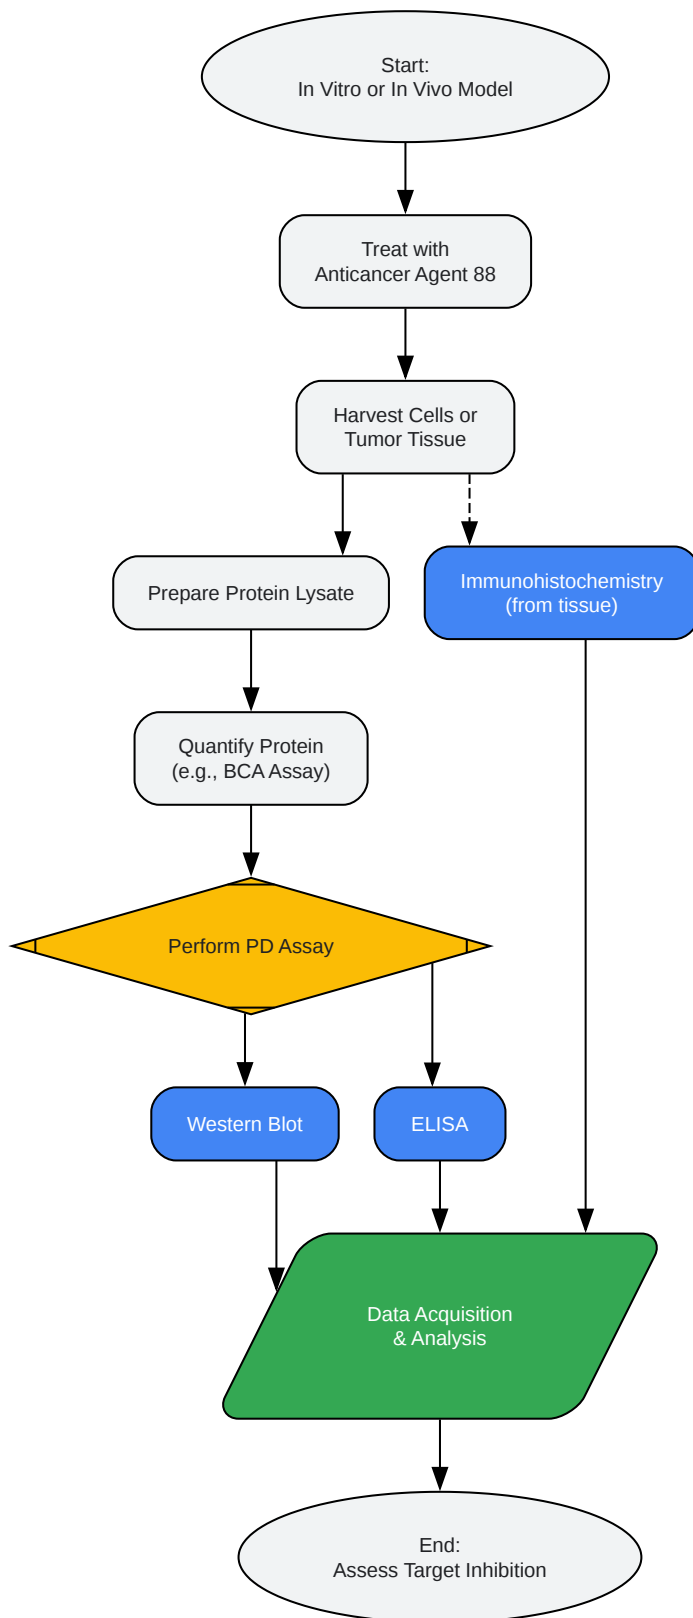 Start:
In Vitro or In Vivo Model
Treat with
Anticancer Agent 88
Harvest Cells or
Tumor Tissue
Prepare Protein Lysate
Immunohistochemistry
(from tissue)
Quantify Protein
(e.g., BCA Assay)
Perform PD Assay
Western Blot
ELISA
Data Acquisition
& Analysis
End:
Assess Target Inhibition